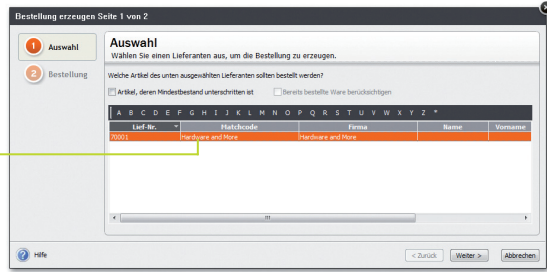 Bestellung erzeugen Seite 1 von 2
1 Auswahl
2 Bestellung
Auswahl
Wählen Sie einen Lieferanten aus, um die Bestellung zu erzeugen.
Welche Artikel des unten ausgewählten Lieferanten sollten bestellt werden?
Artikel, deren Mindestbestand unterschritten ist Bereits bestellte Ware berücksichtigen
A B C D E F G H I J K L M N O P Q R S T U V W X Y Z *
Lief-Nr. Matchcode Firma Name Vorname
70001 Hardware and More Hardware and More
Hilfe
< Zurück Weiter > Abbrechen